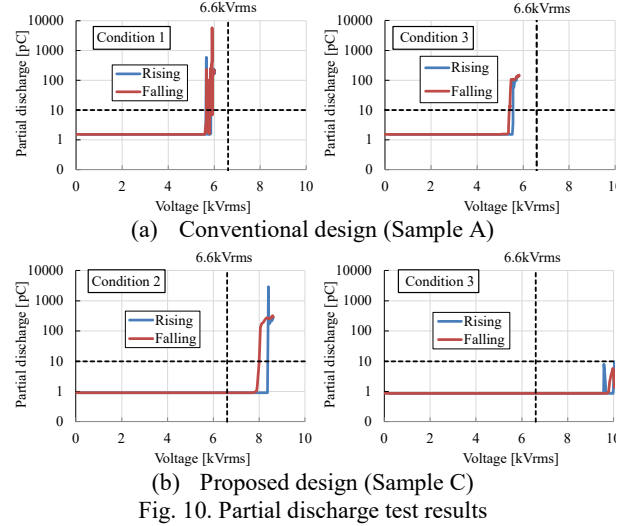 6.6kVrms
6.6kVrms
Partial discharge [pC]
10000
1000
100
10
1
0
Condition 1
Rising
Falling
0 2 4 6 8 10
Voltage [kVrms]
Partial discharge [pC]
10000
1000
100
10
1
0
Condition 3
Rising
Falling
0 2 4 6 8 10
Voltage [kVrms]
(a) Conventional design (Sample A)
6.6kVrms
6.6kVrms
Partial discharge [pC]
10000
1000
100
10
1
0
Condition 2
Rising
Falling
0 2 4 6 8 10
Voltage [kVrms]
Partial discharge [pC]
10000
1000
100
10
1
0
Condition 3
Rising
Falling
0 2 4 6 8 10
Voltage [kVrms]
(b) Proposed design (Sample C)
Fig. 10. Partial discharge test results